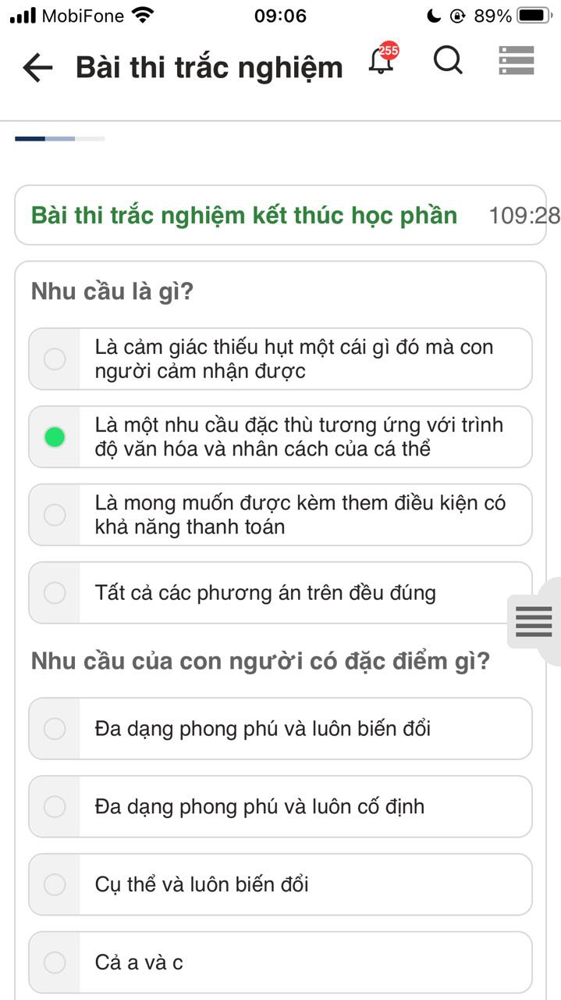 MobiFone 09:06 89%
Bài thi trắc nghiệm 255
Bài thi trắc nghiệm kết thúc học phần 109:28
Nhu cầu là gì?
Là cảm giác thiếu hụt một cái gì đó mà con
người cảm nhận được
Là một nhu cầu đặc thù tương ứng với trình
độ văn hóa và nhân cách của cá thể
Là mong muốn được kèm them điều kiện có
khả năng thanh toán
Tất cả các phương án trên đều đúng
Nhu cầu của con người có đặc điểm gì?
Đa dạng phong phú và luôn biến đổi
Đa dạng phong phú và luôn cố định
Cụ thể và luôn biến đổi
Cả a và c